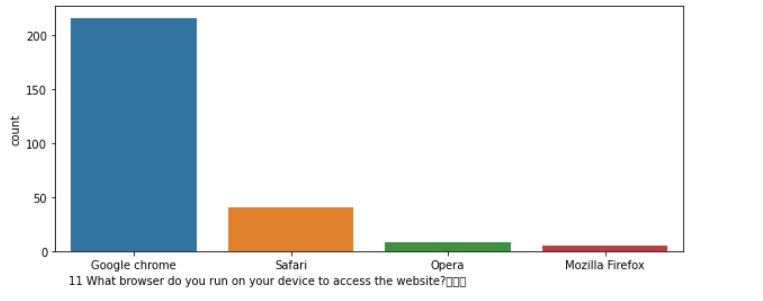 200
150
100
50
0
count
Google chrome Safari Opera Mozilla Firefox
11 What browser do you run on your device to access the website?